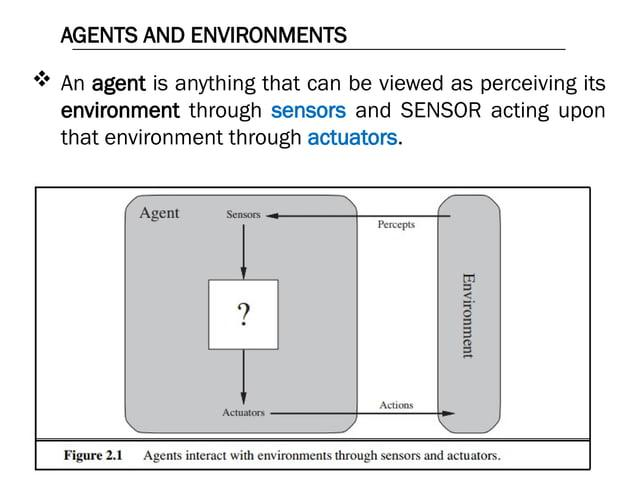 AGENTS AND ENVIRONMENTS
❖ An agent is anything that can be viewed as perceiving its
environment through sensors and SENSOR acting upon
that environment through actuators.
Agent
Sensors
Percepts
?
Environment
Actions
Actuators
Figure 2.1 Agents interact with environments through sensors and actuators.